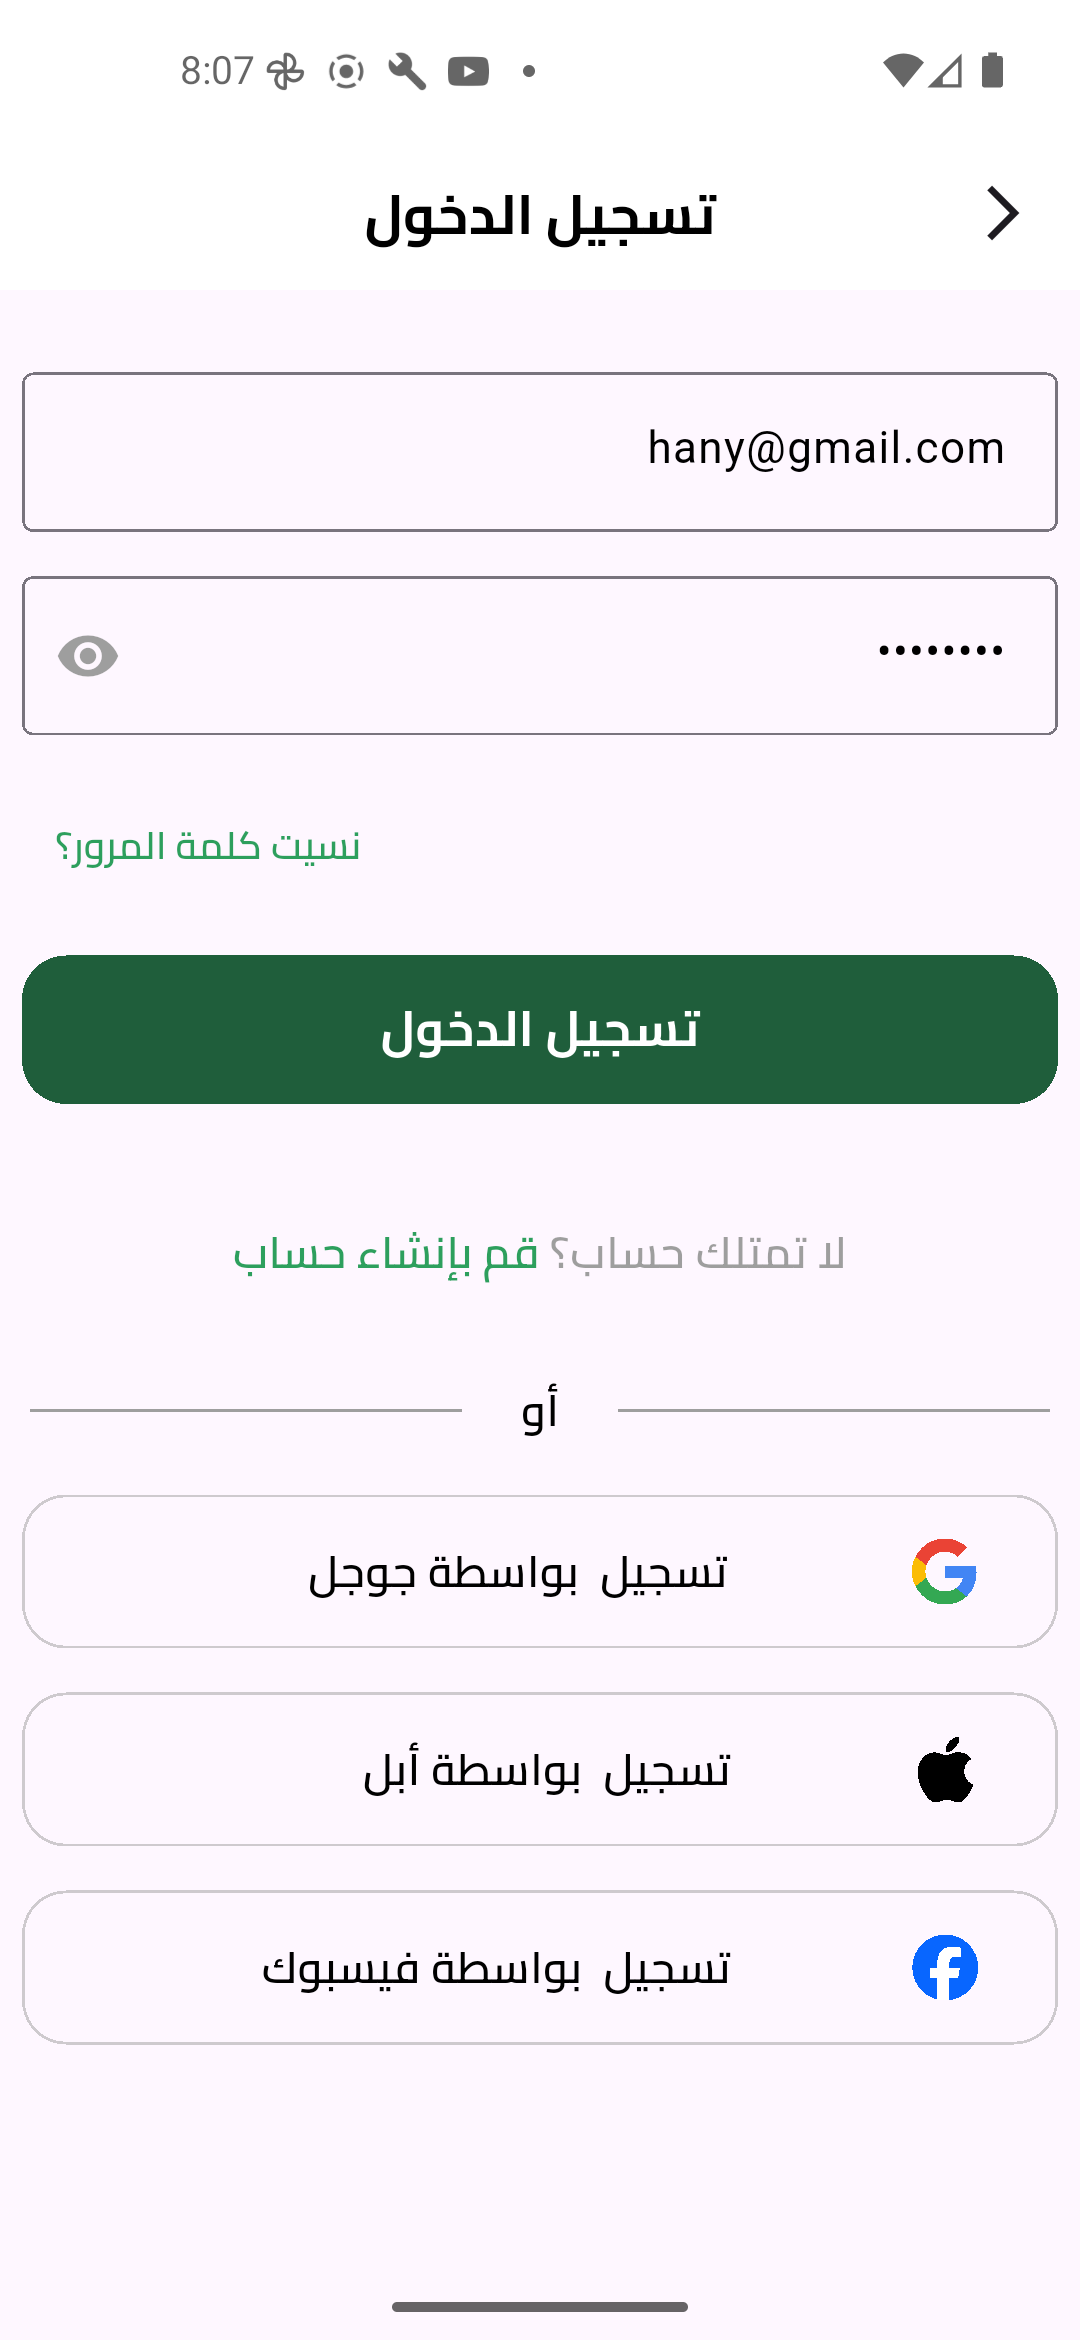 8:07
تسجيل الدخول
hany@gmail.com
••••••••
نسيت كلمة المرور؟
تسجيل الدخول
لا تمتلك حساب؟ قم بإنشاء حساب
أو
تسجيل بواسطة جوجل
تسجيل بواسطة أبل
تسجيل بواسطة فيسبوك